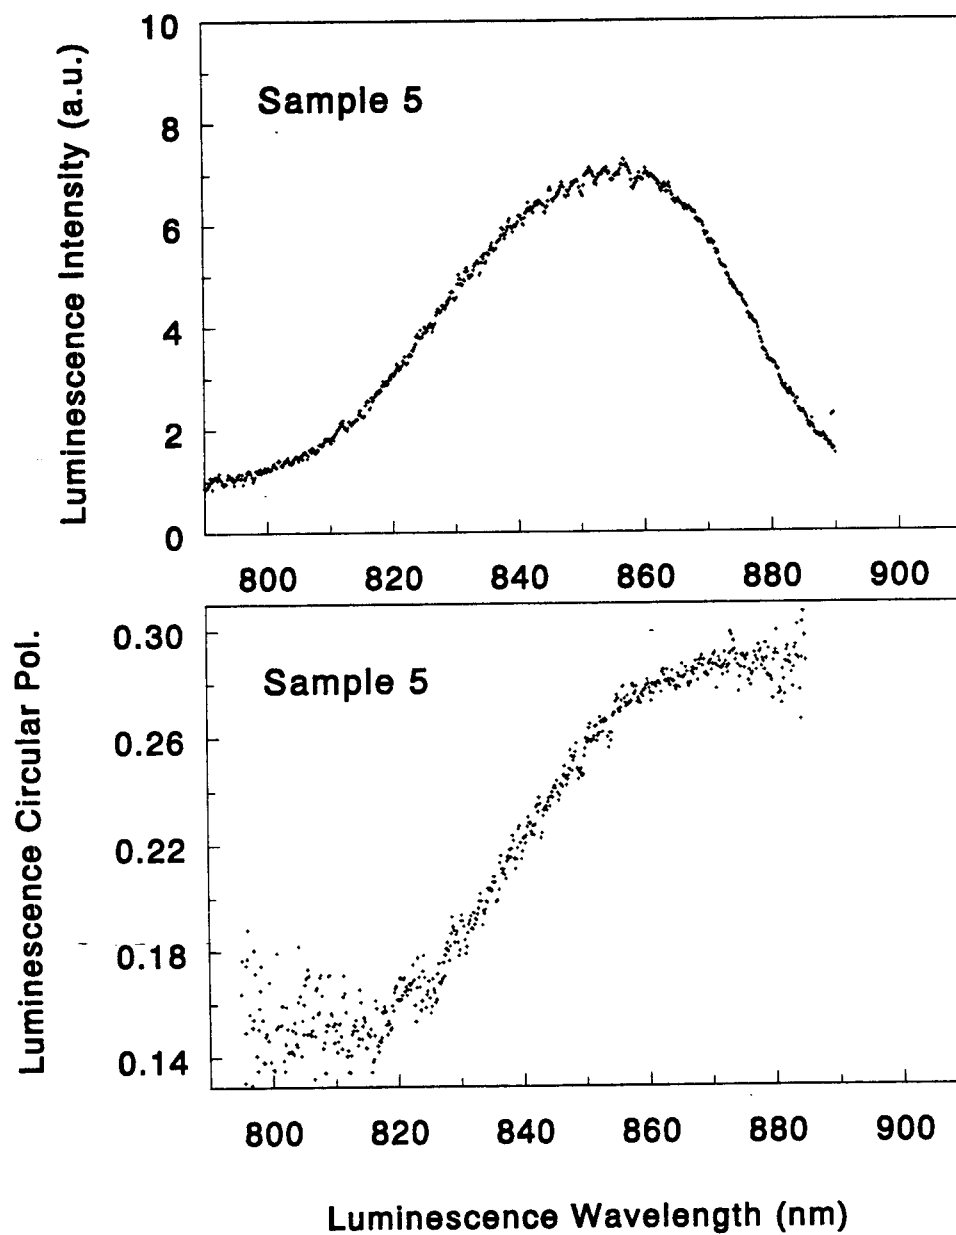 10
Sample 5
8
6
4
2
0
Luminescence Intensity (a.u.)
800 820 840 860 880 900
0.30
Sample 5
0.26
0.22
0.18
0.14
Luminescence Circular Pol.
800 820 840 860 880 900
Luminescence Wavelength (nm)